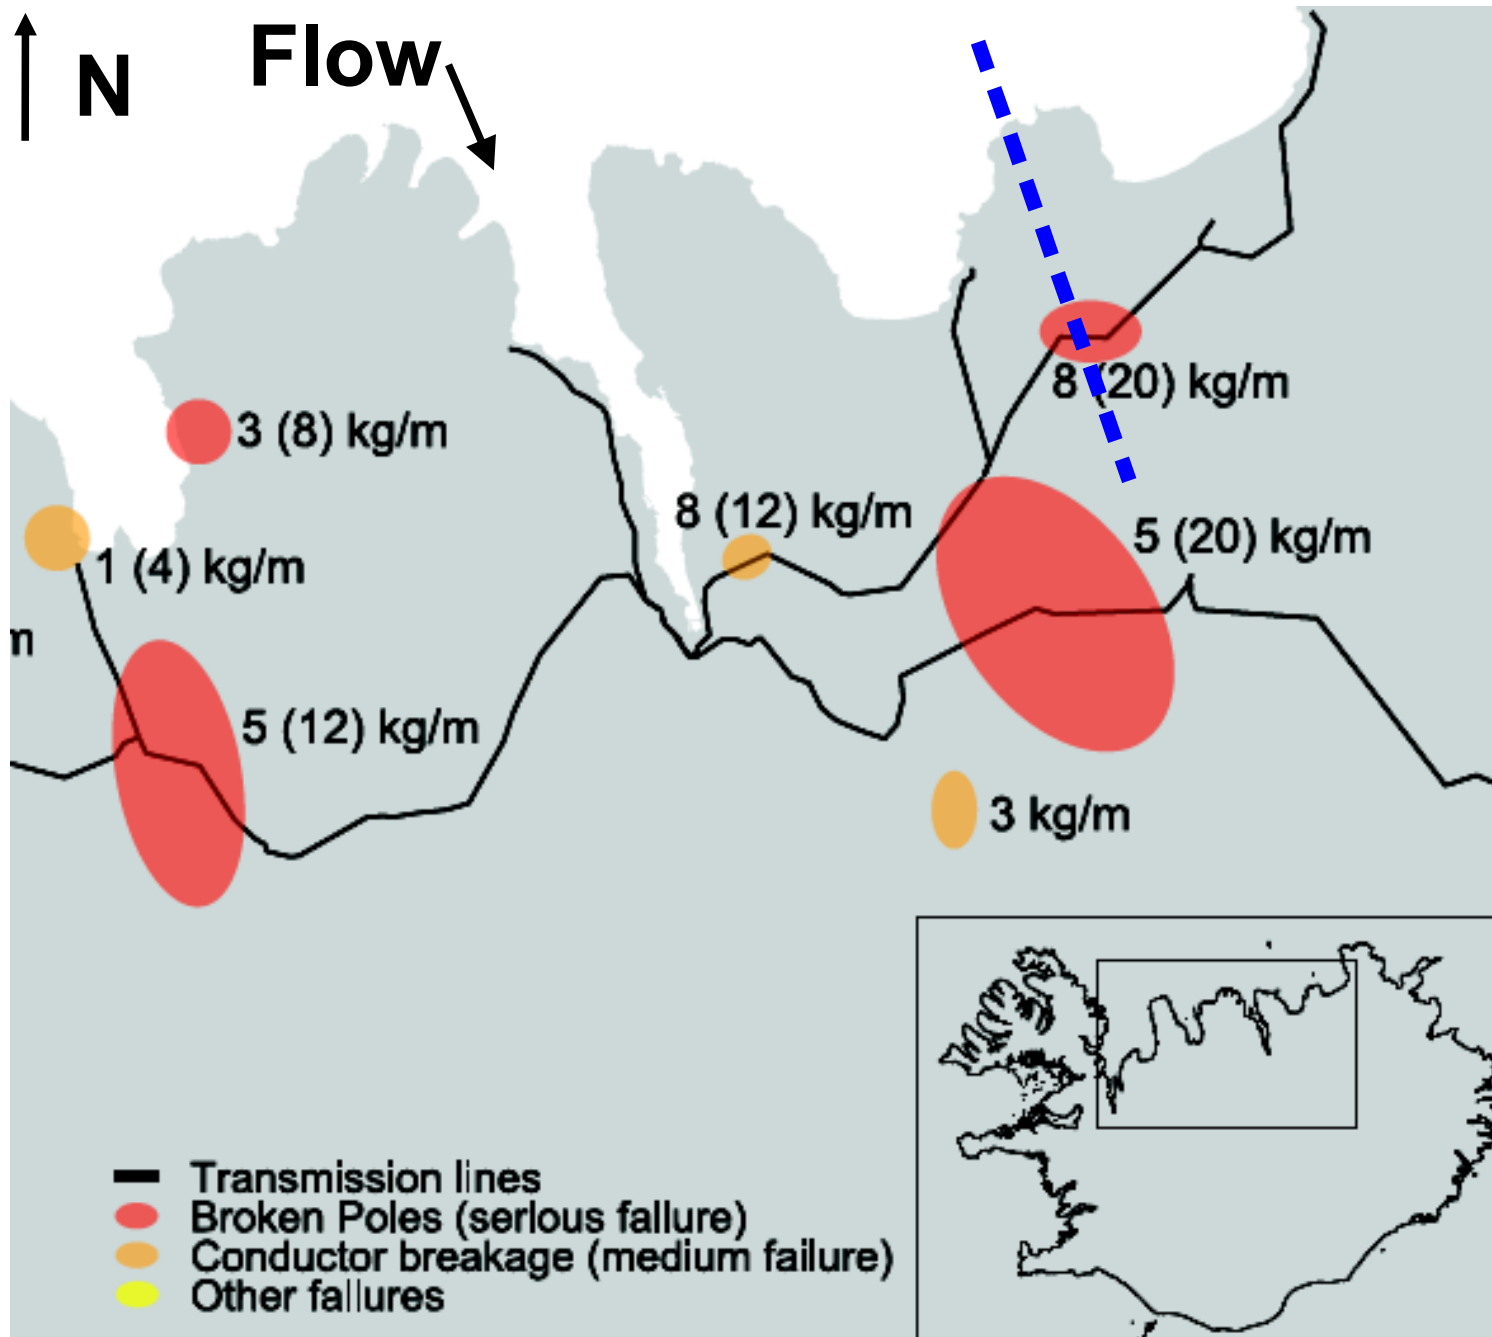 Flow
N
8 (20) kg/m
3 (8) kg/m
8 (12) kg/m
5 (20) kg/m
1 (4) kg/m
m
5 (12) kg/m
3 kg/m
Transmission lines
Broken Poles (serious failure)
Conductor breakage (medium failure)
Other failures